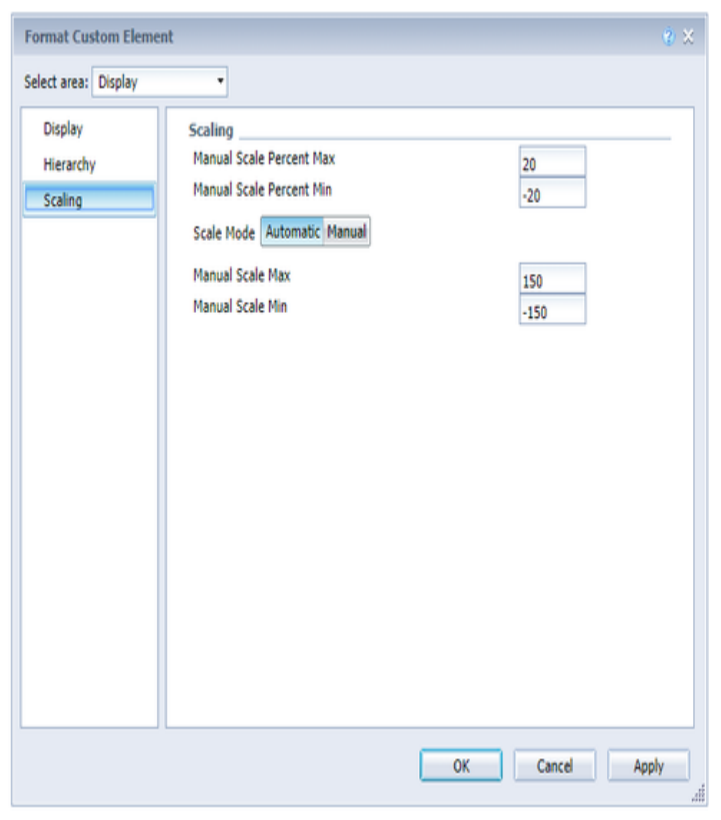 Format Custom Element
Select area: Display
Display
Hierarchy
Scaling
Scaling
Manual Scale Percent Max 20
Manual Scale Percent Min -20
Scale Mode Automatic Manual
Manual Scale Max 150
Manual Scale Min -150
OK Cancel Apply